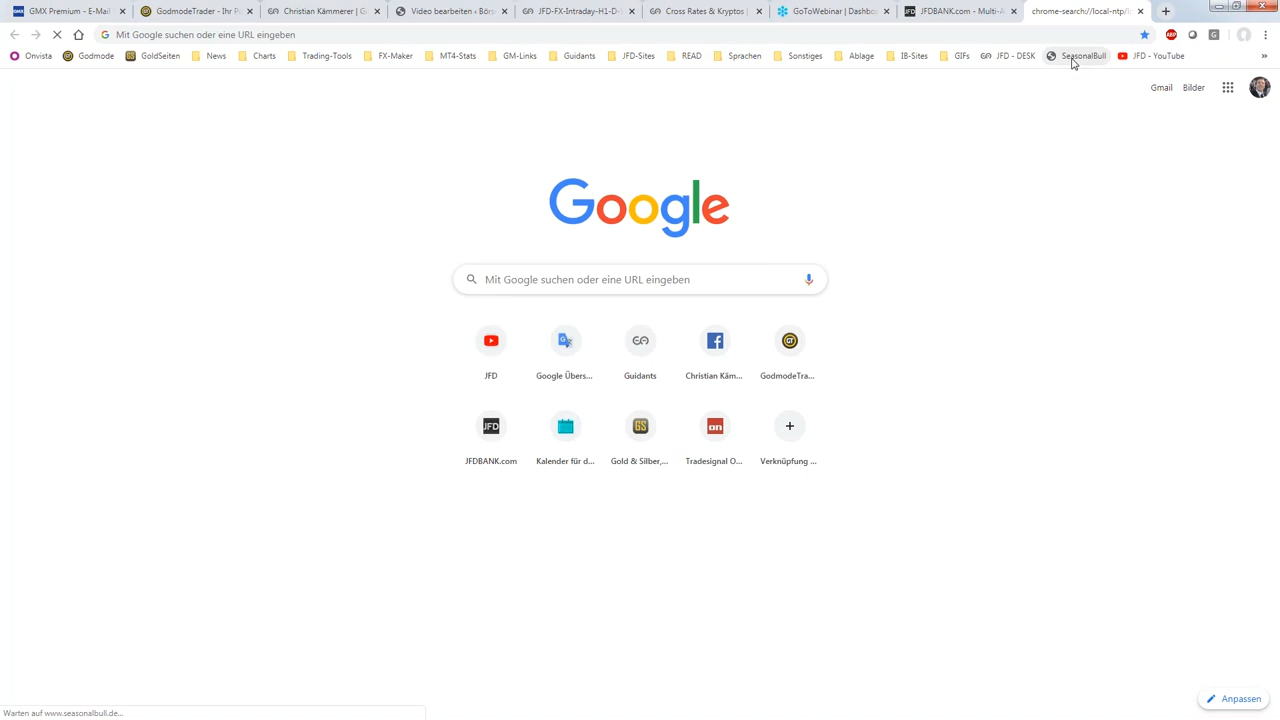 GMX Premium - E-Mai
GodmodeTrader - Ihr P
Christian Kämmerer | G
Video bearbeiten ‹ Börs
JFD-FX-Intraday-H1-D-
Cross Rates & Kryptos |
GoToWebinar | Dashbo
JFDBANK.com - Multi-A
chrome-search://local-ntp/l
Mit Google suchen oder eine URL eingeben
ABP
Onvista
Godmode
GoldSeiten
News
Charts
Trading-Tools
FX-Maker
MT4-Stats
GM-Links
Guidants
JFD-Sites
READ
Sprachen
Sonstiges
Ablage
IB-Sites
GIFs
JFD - DESK
SeasonalBull
JFD - YouTube
»
Gmail
Bilder
Google
Mit Google suchen oder eine URL eingeben
JFD
Google Übers...
Guidants
Christian Käm...
GodmodeTra...
JFDBANK.com
Kalender für d...
Gold & Silber,...
Tradesignal O...
Verknüpfung ...
Anpassen
Warten auf www.seasonalbull.de...